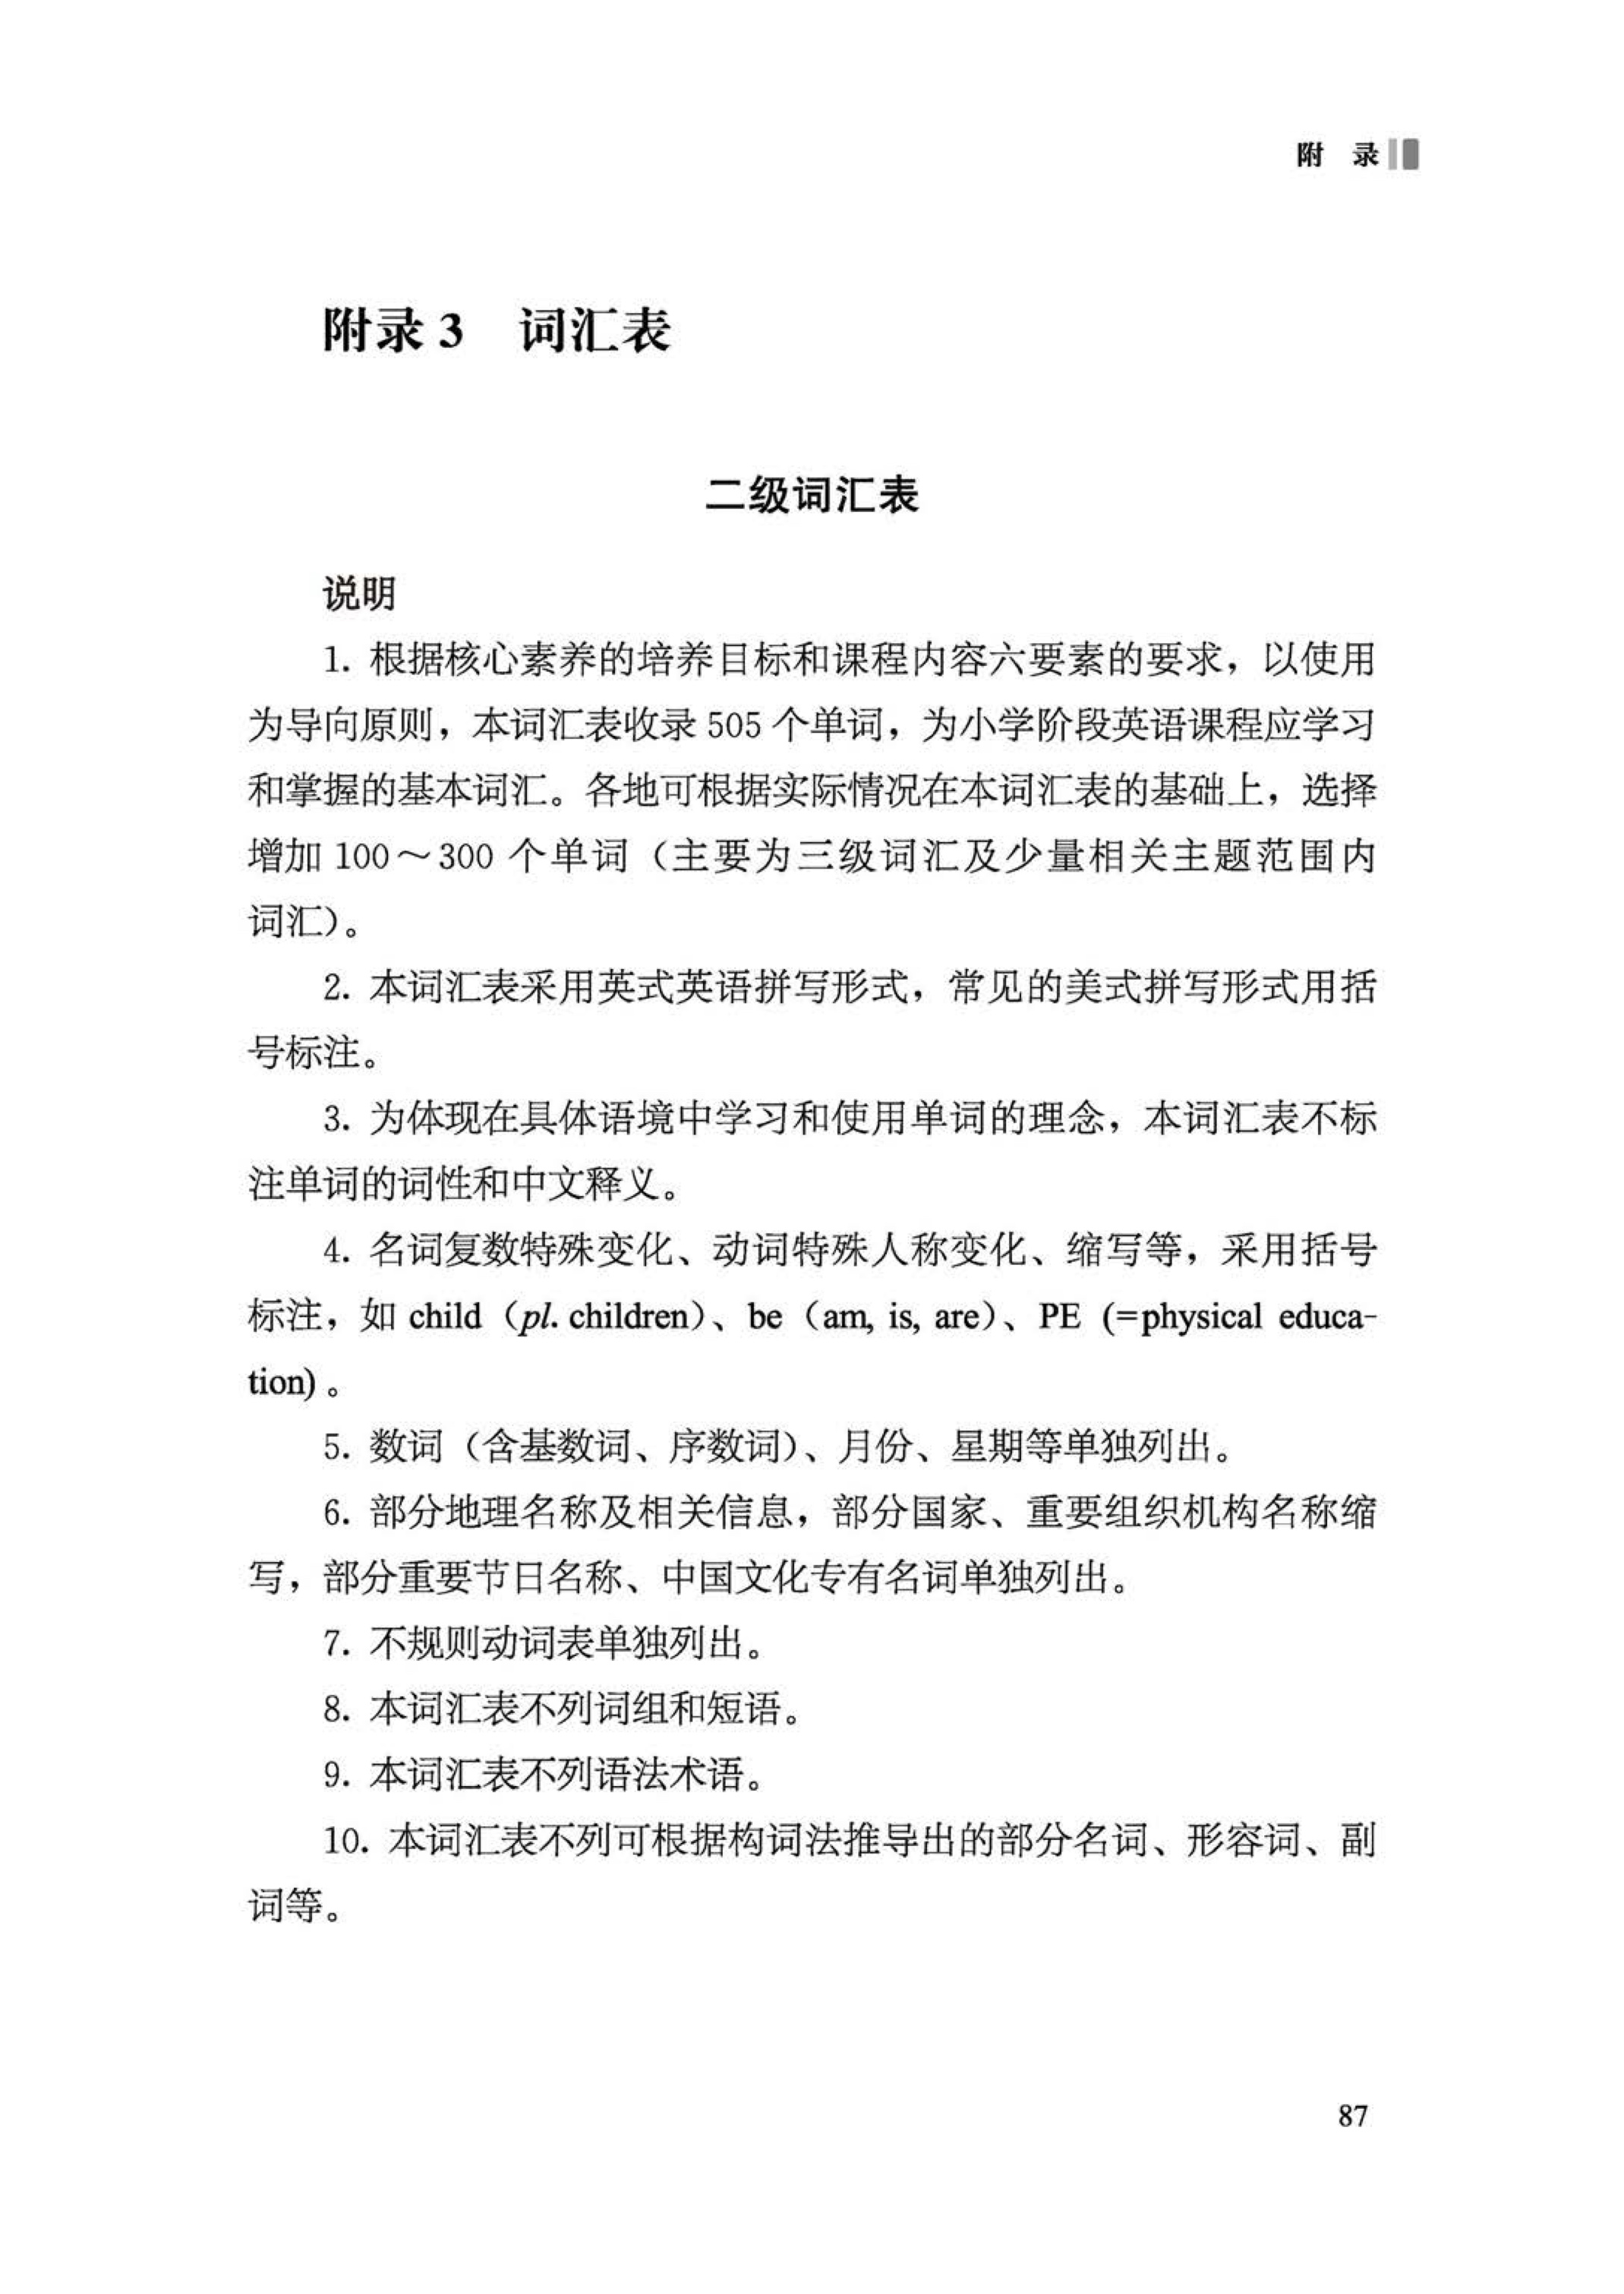 附 录
附录 3 词汇表
二级词汇表
说明
1. 根据核心素养的培养目标和课程内容六要素的要求，以使用
为导向原则，本词汇表收录 505 个单词，为小学阶段英语课程应学习
和掌握的基本词汇。各地可根据实际情况在本词汇表的基础上，选择
增加 100～300 个单词（主要为三级词汇及少量相关主题范围内
词汇）。
2. 本词汇表采用英式英语拼写形式，常见的美式拼写形式用括
号标注。
3. 为体现在具体语境中学习和使用单词的理念，本词汇表不标
注单词的词性和中文释义。
4. 名词复数特殊变化、动词特殊人称变化、缩写等，采用括号
标注，如 child（pl. children）、be（am, is, are）、PE (=physical educa-
tion) 。
5. 数词（含基数词、序数词）、月份、星期等单独列出。
6. 部分地理名称及相关信息，部分国家、重要组织机构名称缩
写，部分重要节日名称、中国文化专有名词单独列出。
7. 不规则动词表单独列出。
8. 本词汇表不列词组和短语。
9. 本词汇表不列语法术语。
10. 本词汇表不列可根据构词法推导出的部分名词、形容词、副
词等。
87